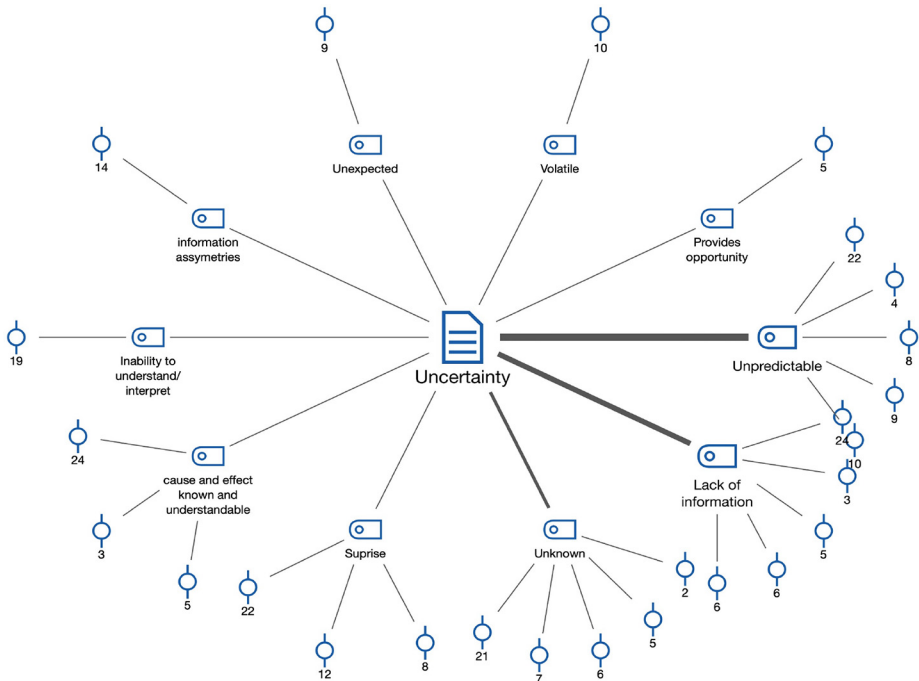 9
10
14
Unexpected
Volatile
5
information
assymetries
Provides
opportunity
22
4
19
Inability to
understand/
interpret
Uncertainty
Unpredictable
8
9
24
cause and effect
known and
understandable
Lack of
information
24
10
3
3
5
Suprise
Unknown
5
22
12
8
21
7
6
5
2
6
6